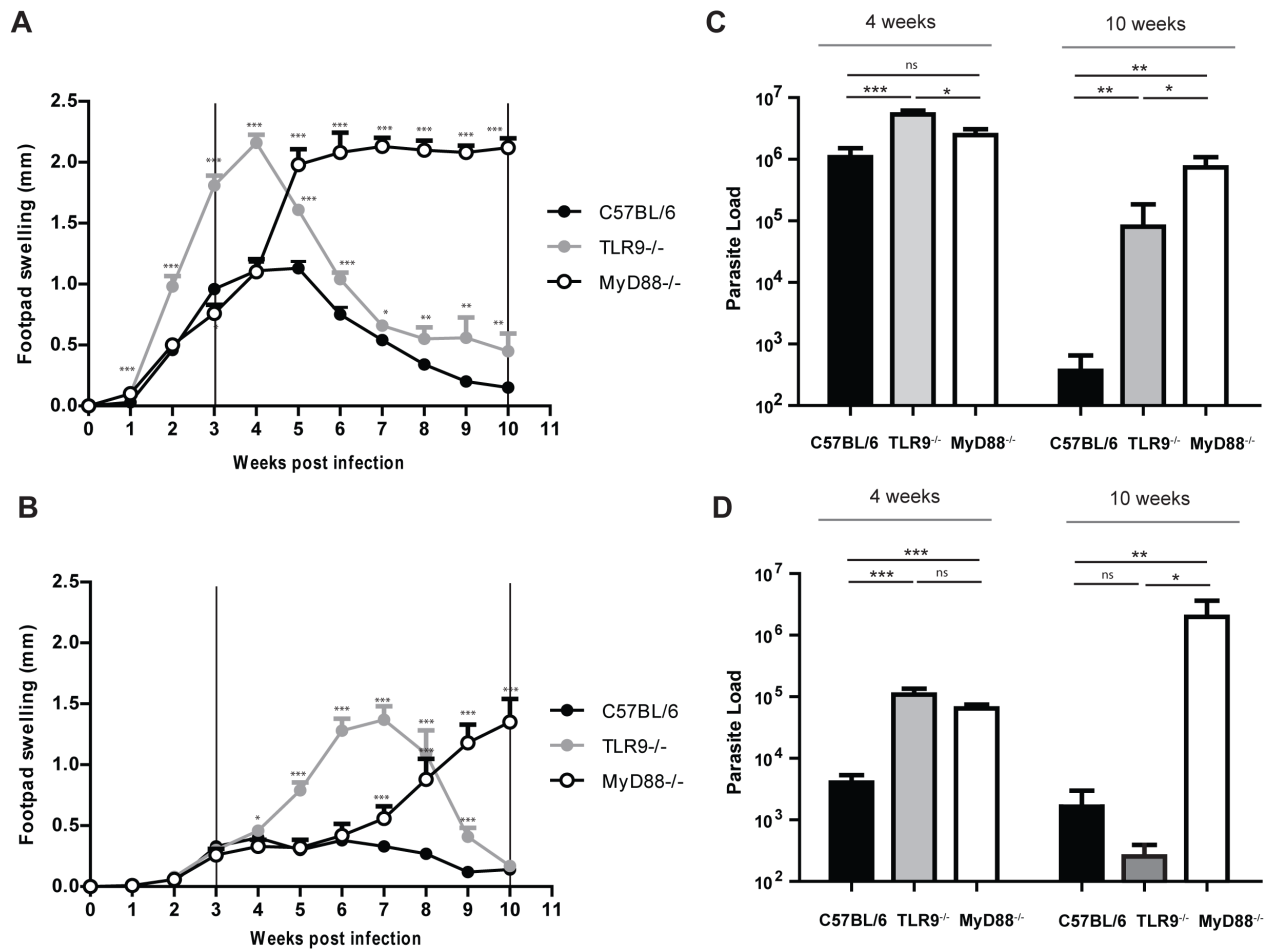 A
2.5
2.0
1.5
1.0
0.5
0.0
Footpad swelling (mm)
*** *** *** *** *** *** *** *** *** *** *** *** *** * ** ** ** *
C57BL/6
TLR9-/-
MyD88-/-
0 1 2 3 4 5 6 7 8 9 10 11
Weeks post infection
C
4 weeks
10 weeks
ns
*** *
**
** *
10⁷
10⁶
10⁵
10⁴
10³
10²
Parasite Load
C57BL/6 TLR9-/- MyD88-/-
C57BL/6 TLR9-/- MyD88-/-
B
2.5
2.0
1.5
1.0
0.5
0.0
Footpad swelling (mm)
* *** *** *** *** *** *** *** *** ***
C57BL/6
TLR9-/-
MyD88-/-
0 1 2 3 4 5 6 7 8 9 10 11
Weeks post infection
D
4 weeks
10 weeks
***
*** ns
**
ns *
10⁷
10⁶
10⁵
10⁴
10³
10²
Parasite Load
C57BL/6 TLR9-/- MyD88-/-
C57BL/6 TLR9-/- MyD88-/-